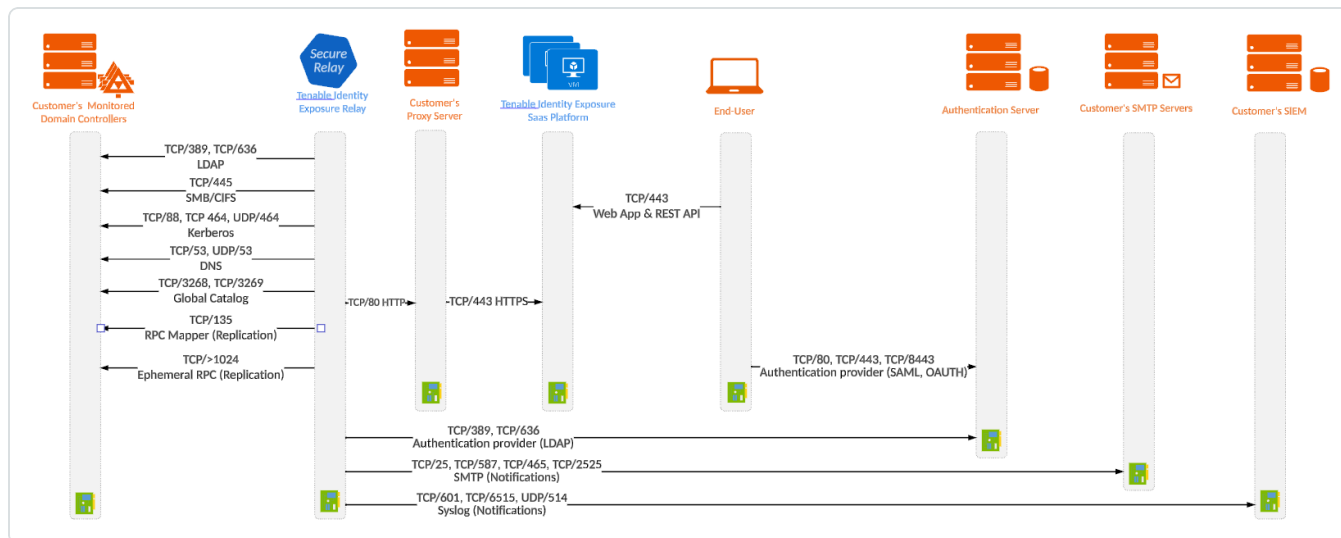 Secure
Relay
VM
Customer's Monitored
Domain Controllers
Tenable Identity
Exposure Relay
Customer's
Proxy Server
Tenable Identity Exposure
Saas Platform
End-User
Authentication Server
Customer's SMTP Servers
Customer's SIEM
TCP/389, TCP/636
LDAP
TCP/445
SMB/CIFS
TCP/443
Web App & REST API
TCP/88, TCP 464, UDP/464
Kerberos
TCP/53, UDP/53
DNS
TCP/3268, TCP/3269
Global Catalog
TCP/80 HTTP
TCP/443 HTTPS
TCP/135
RPC Mapper (Replication)
TCP/>1024
Ephemeral RPC (Replication)
TCP/80, TCP/443, TCP/8443
Authentication provider (SAML, OAUTH)
TCP/389, TCP/636
Authentication provider (LDAP)
TCP/25, TCP/587, TCP/465, TCP/2525
SMTP (Notifications)
TCP/601, TCP/6515, UDP/514
Syslog (Notifications)